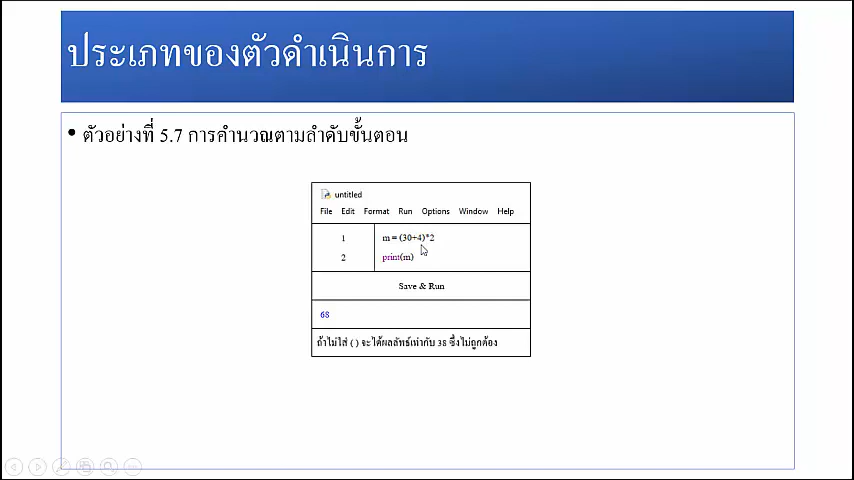 ประเภทของตัวดำเนินการ
• ตัวอย่างที่ 5.7 การคำนวณตามลำดับขั้นตอน
untitled
File Edit Format Run Options Window Help
1 m = (30+4)*2
2 print(m)
Save & Run
68
ถ้าไม่ใส่ ( ) จะได้ผลลัพธ์เท่ากับ 38 ซึ่งไม่ถูกต้อง